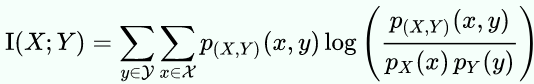 I(X;Y) = ∑_{y∈𝒴} ∑_{x∈𝒳} p_{(X,Y)}(x, y) log ( p_{(X,Y)}(x, y) / p_X(x) p_Y(y) )